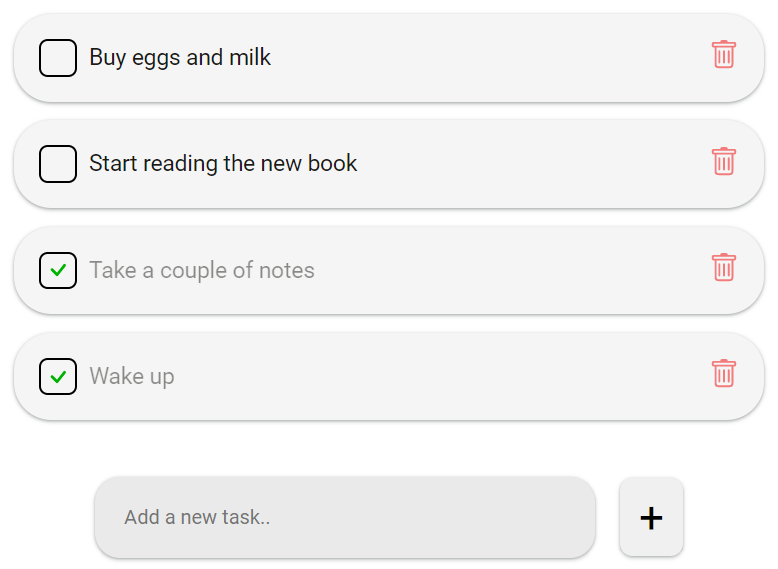 Buy eggs and milk
Start reading the new book
Take a couple of notes
Wake up
Add a new task..